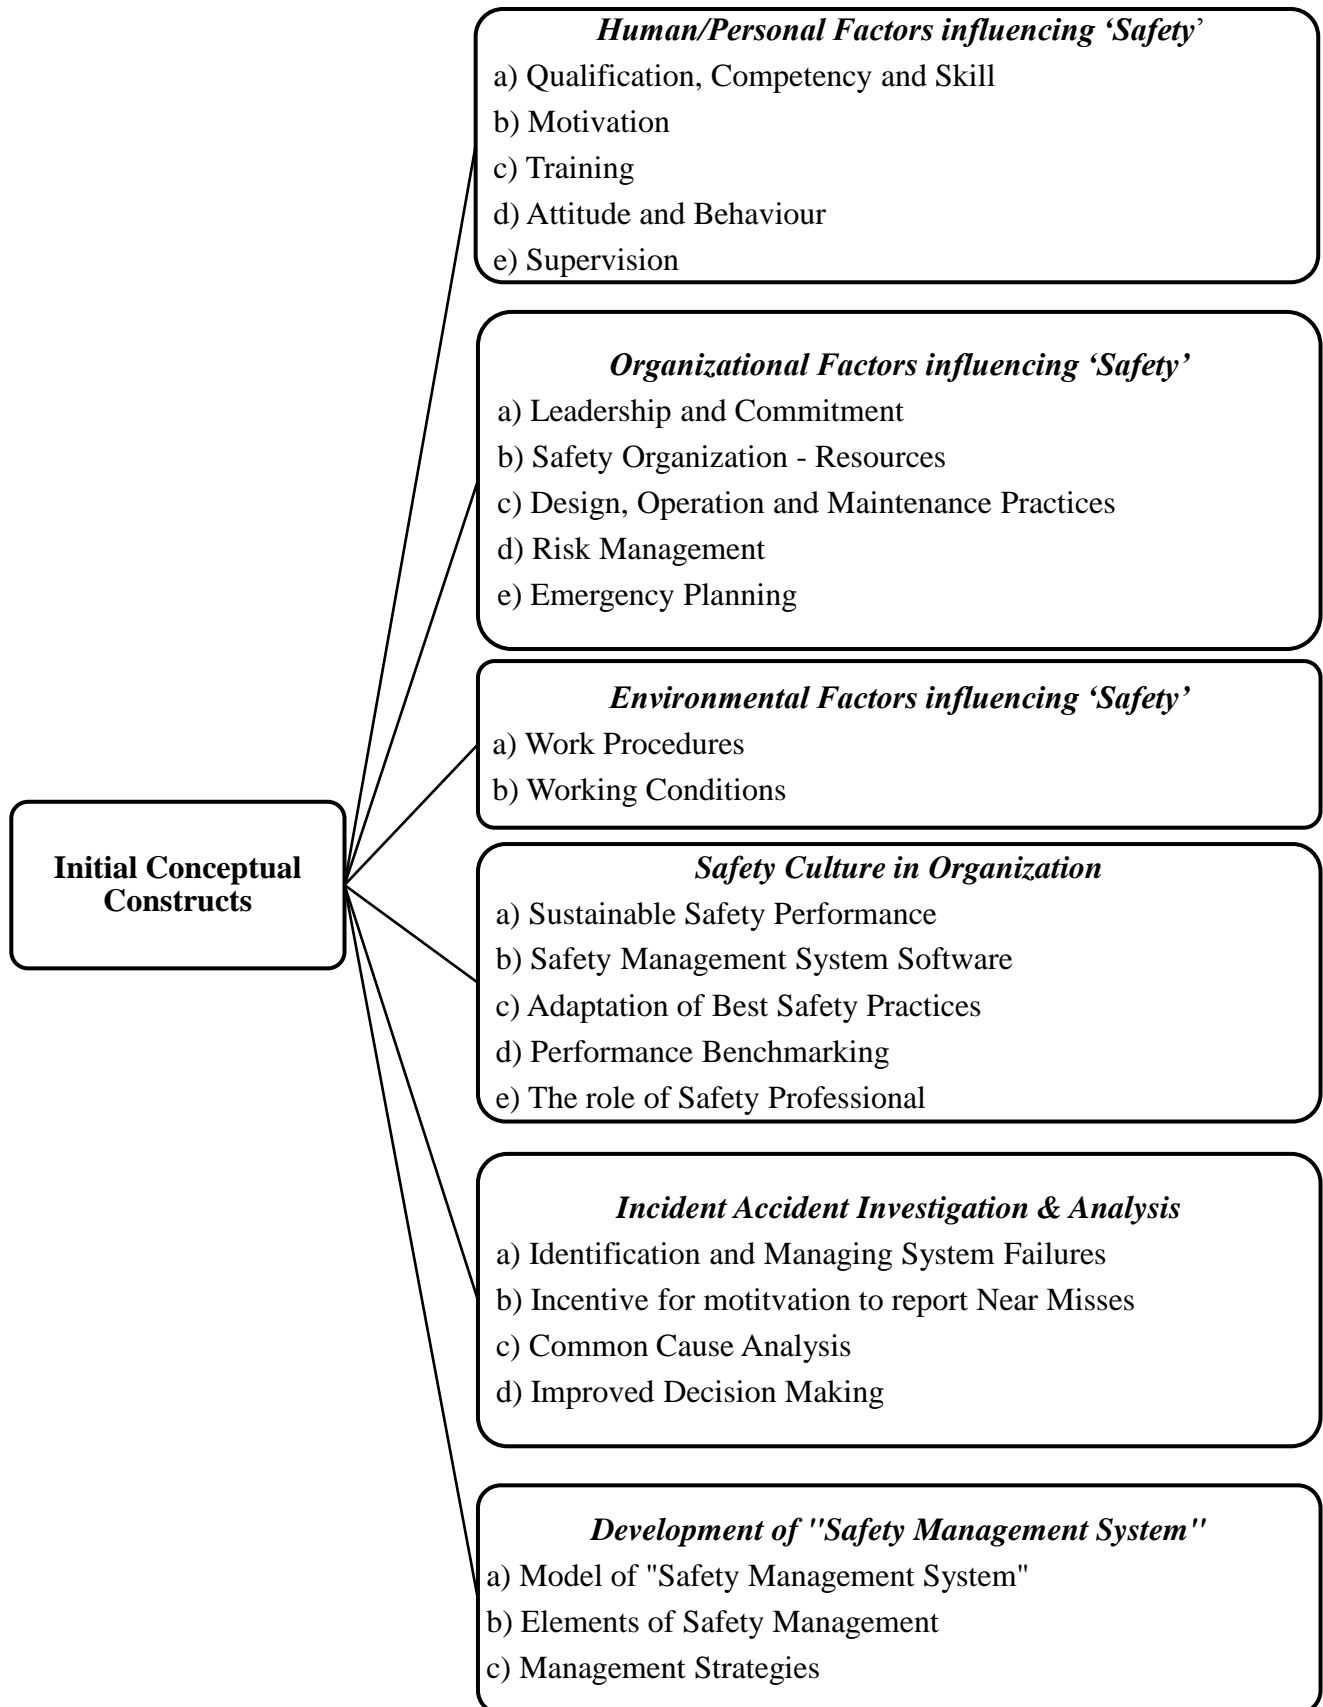 Human/Personal Factors influencing ‘Safety’
a) Qualification, Competency and Skill
b) Motivation
c) Training
d) Attitude and Behaviour
e) Supervision
Organizational Factors influencing ‘Safety’
a) Leadership and Commitment
b) Safety Organization - Resources
c) Design, Operation and Maintenance Practices
d) Risk Management
e) Emergency Planning
Environmental Factors influencing ‘Safety’
a) Work Procedures
b) Working Conditions
Initial Conceptual
Constructs
Safety Culture in Organization
a) Sustainable Safety Performance
b) Safety Management System Software
c) Adaptation of Best Safety Practices
d) Performance Benchmarking
e) The role of Safety Professional
Incident Accident Investigation & Analysis
a) Identification and Managing System Failures
b) Incentive for motitvation to report Near Misses
c) Common Cause Analysis
d) Improved Decision Making
Development of "Safety Management System"
a) Model of "Safety Management System"
b) Elements of Safety Management
c) Management Strategies